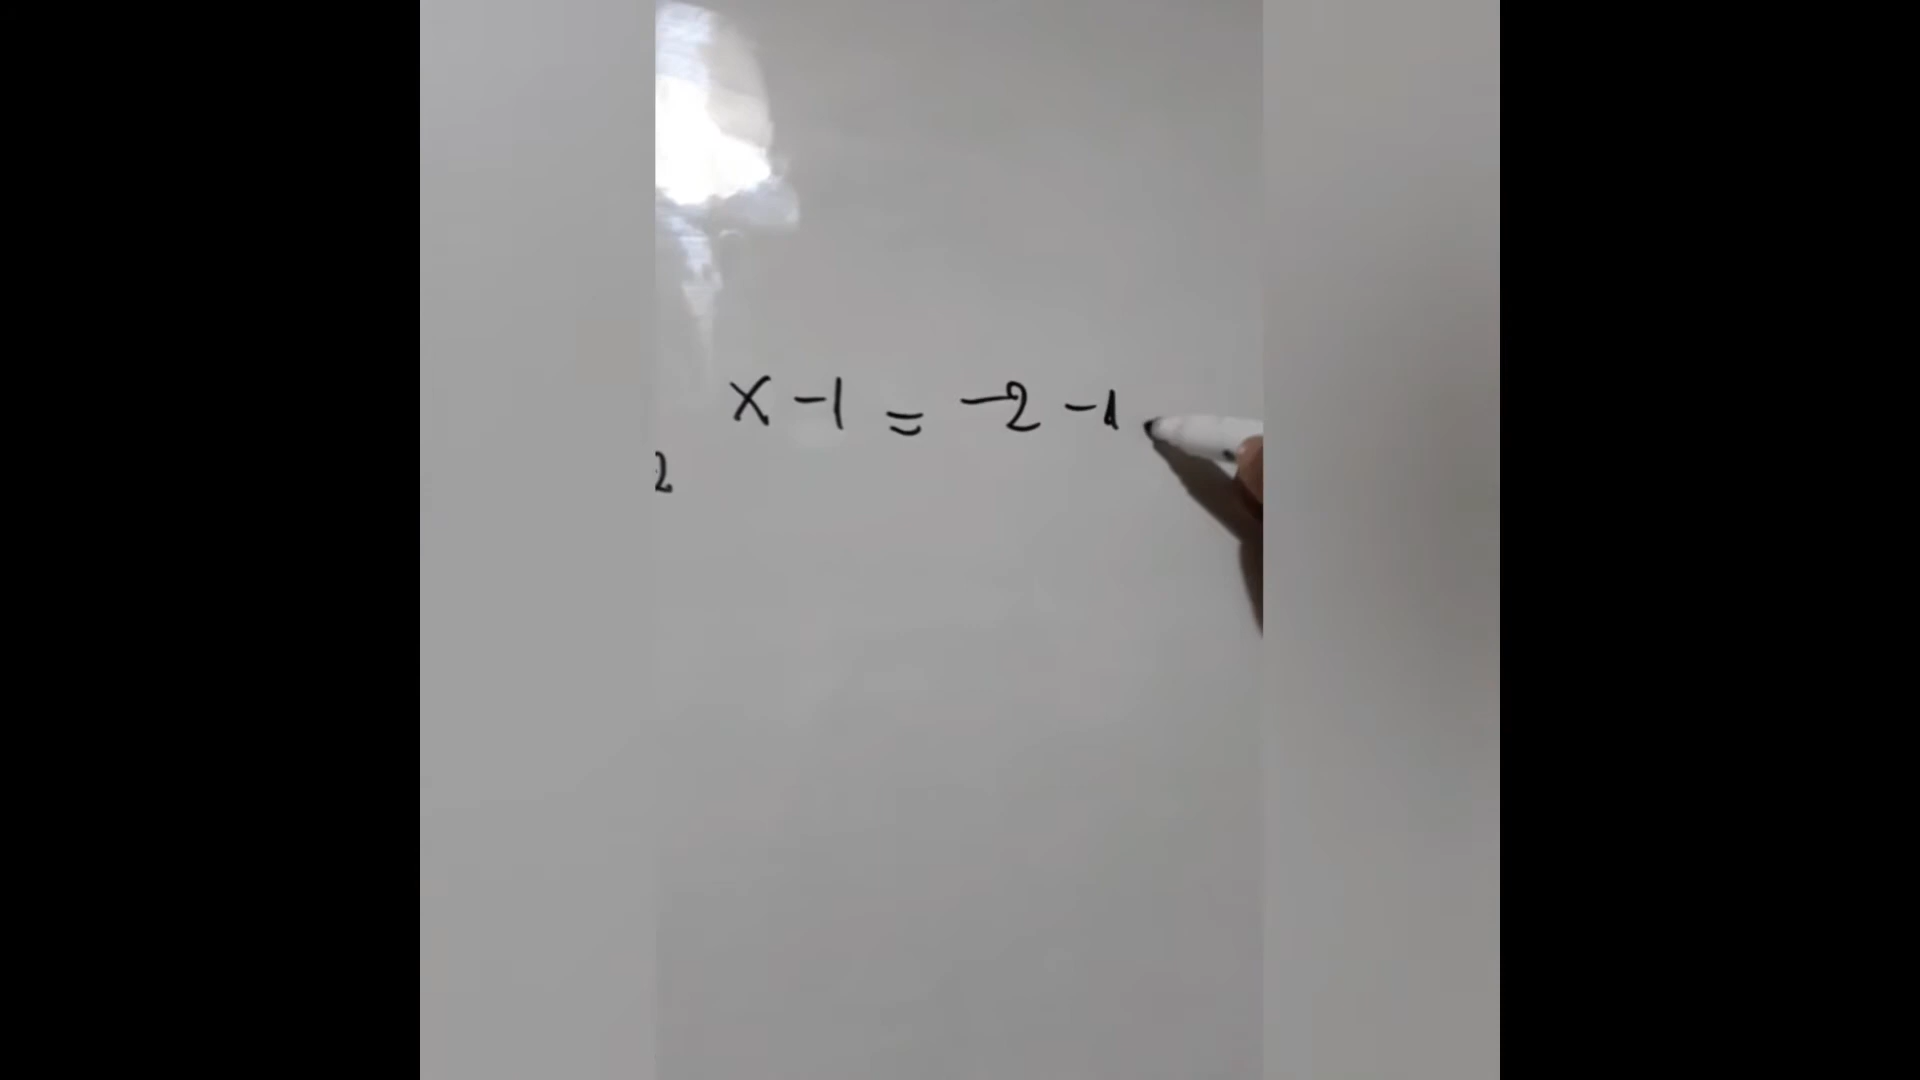 x - 1 = -2 - 1
2